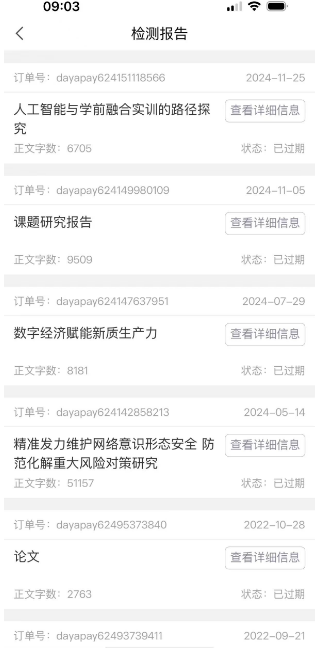 09:03
检测报告
订单号：dayapay624151118566 2024-11-25
人工智能与学前融合实训的路径探 查看详细信息
究
正文字数：6705 状态：已过期
订单号：dayapay624149980109 2024-11-05
课题研究报告 查看详细信息
正文字数：9509 状态：已过期
订单号：dayapay624147637951 2024-07-29
数字经济赋能新质生产力 查看详细信息
正文字数：8181 状态：已过期
订单号：dayapay624142858213 2024-05-14
精准发力维护网络意识形态安全 防 查看详细信息
范化解重大风险对策研究
正文字数：51157 状态：已过期
订单号：dayapay62495373840 2022-10-28
论文 查看详细信息
正文字数：2763 状态：已过期
订单号：dayapay62493739411 2022-09-21